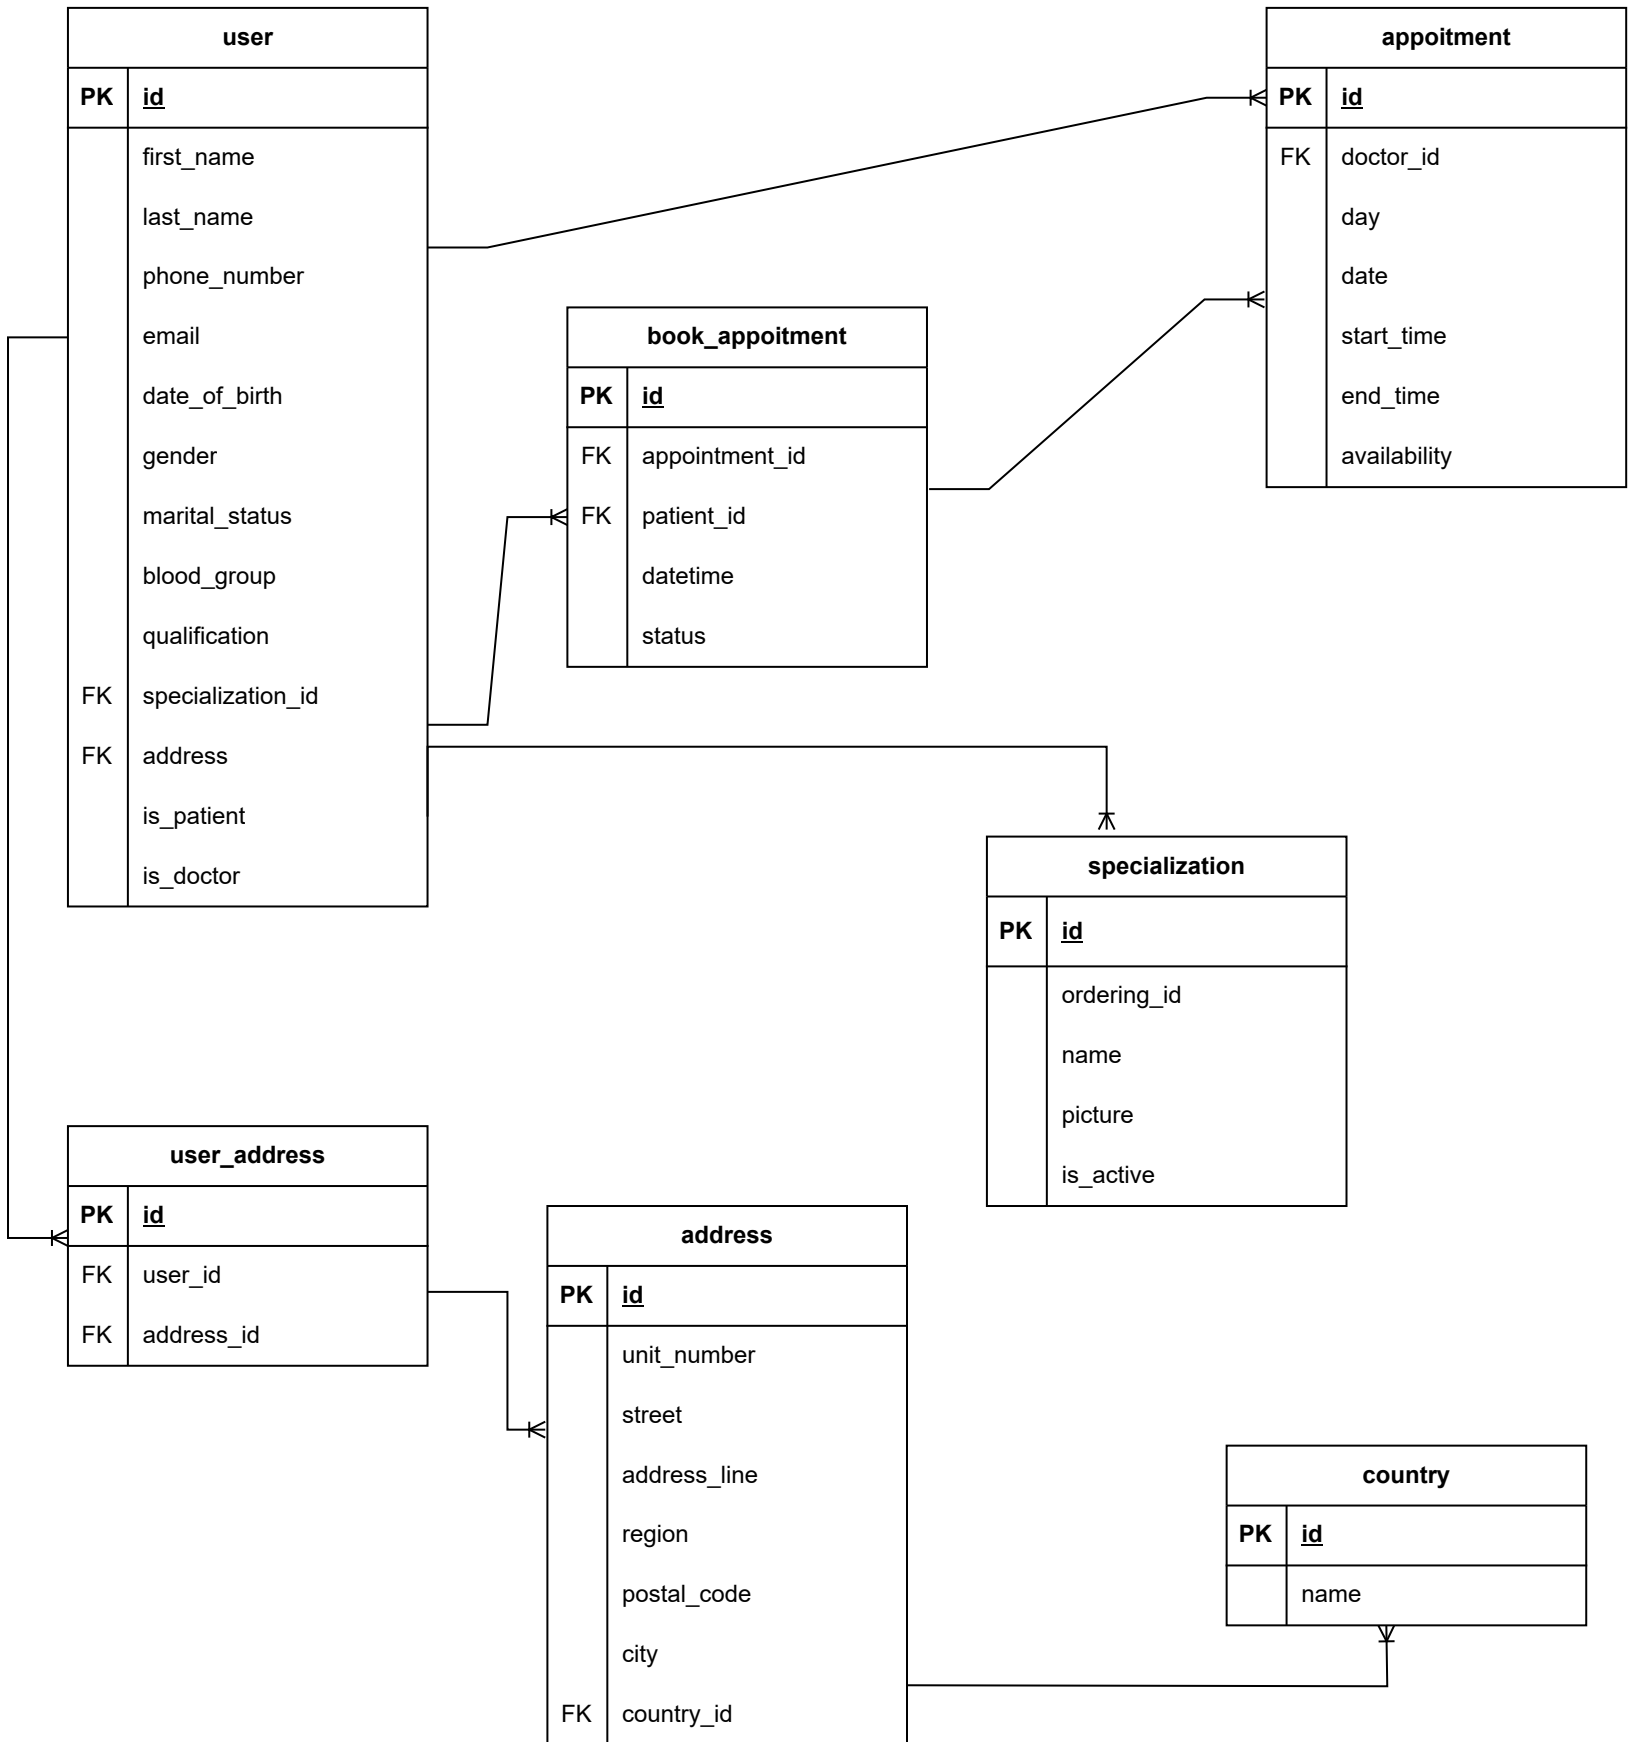 user
PK id
first_name
last_name
phone_number
email
date_of_birth
gender
marital_status
blood_group
qualification
FK specialization_id
FK address
is_patient
is_doctor
appoitment
PK id
FK doctor_id
day
date
start_time
end_time
availability
book_appoitment
PK id
FK appointment_id
FK patient_id
datetime
status
specialization
PK id
ordering_id
name
picture
is_active
user_address
PK id
FK user_id
FK address_id
address
PK id
unit_number
street
address_line
region
postal_code
city
FK country_id
country
PK id
name